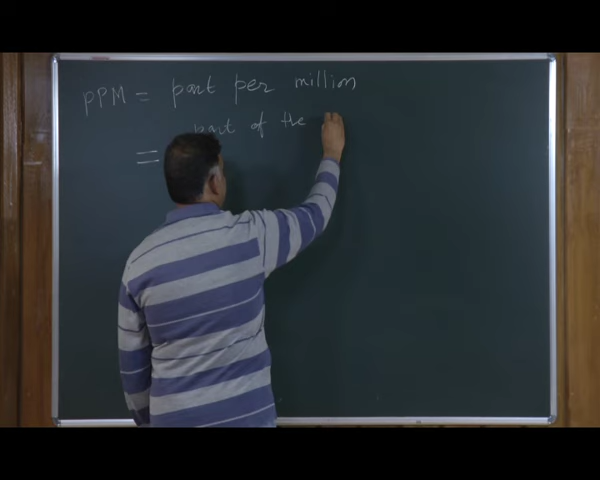 PPM = part per million
= part of the